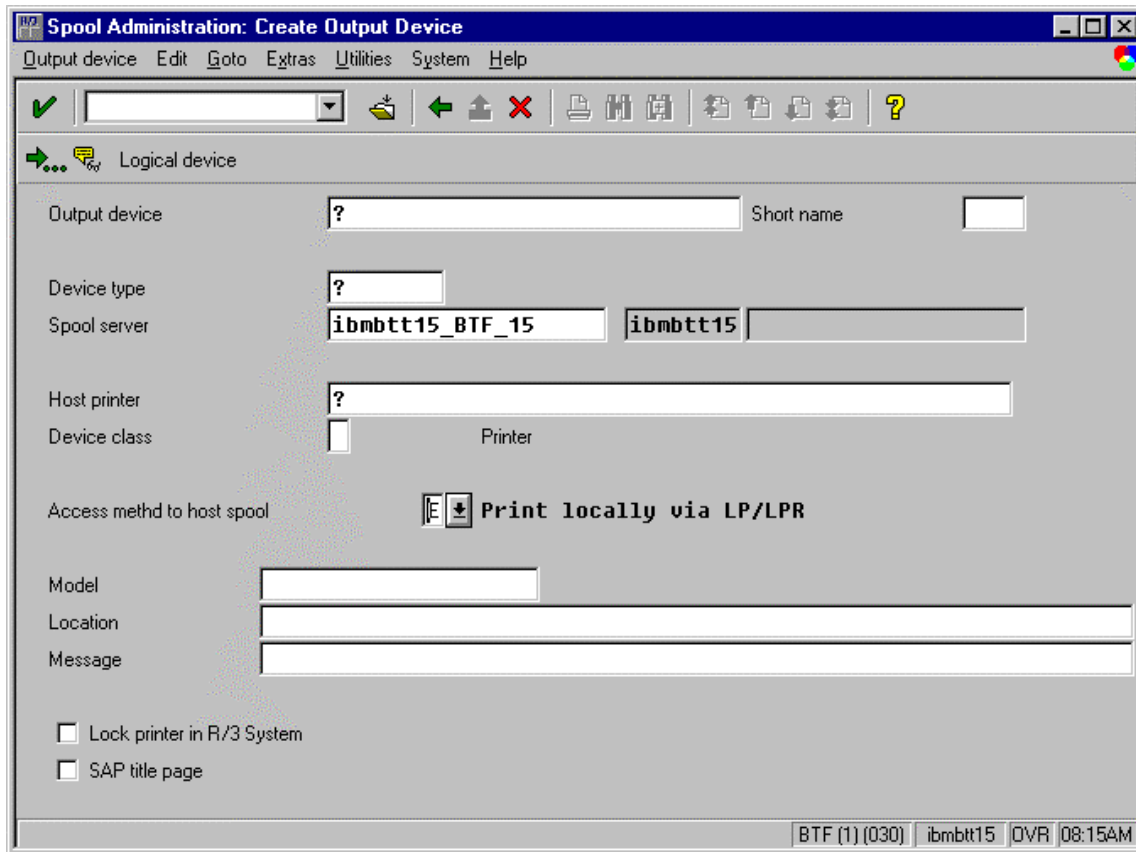 Spool Administration: Create Output Device
Output device Edit Goto Extras Utilities System Help
Logical device
Output device ? Short name
Device type ?
Spool server ibmbtt15_BTF_15 ibmbtt15
Host printer ?
Device class Printer
Access methd to host spool E Print locally via LP/LPR
Model
Location
Message
Lock printer in R/3 System
SAP title page
BTF (1) (030) ibmbtt15 OVR 08:15AM